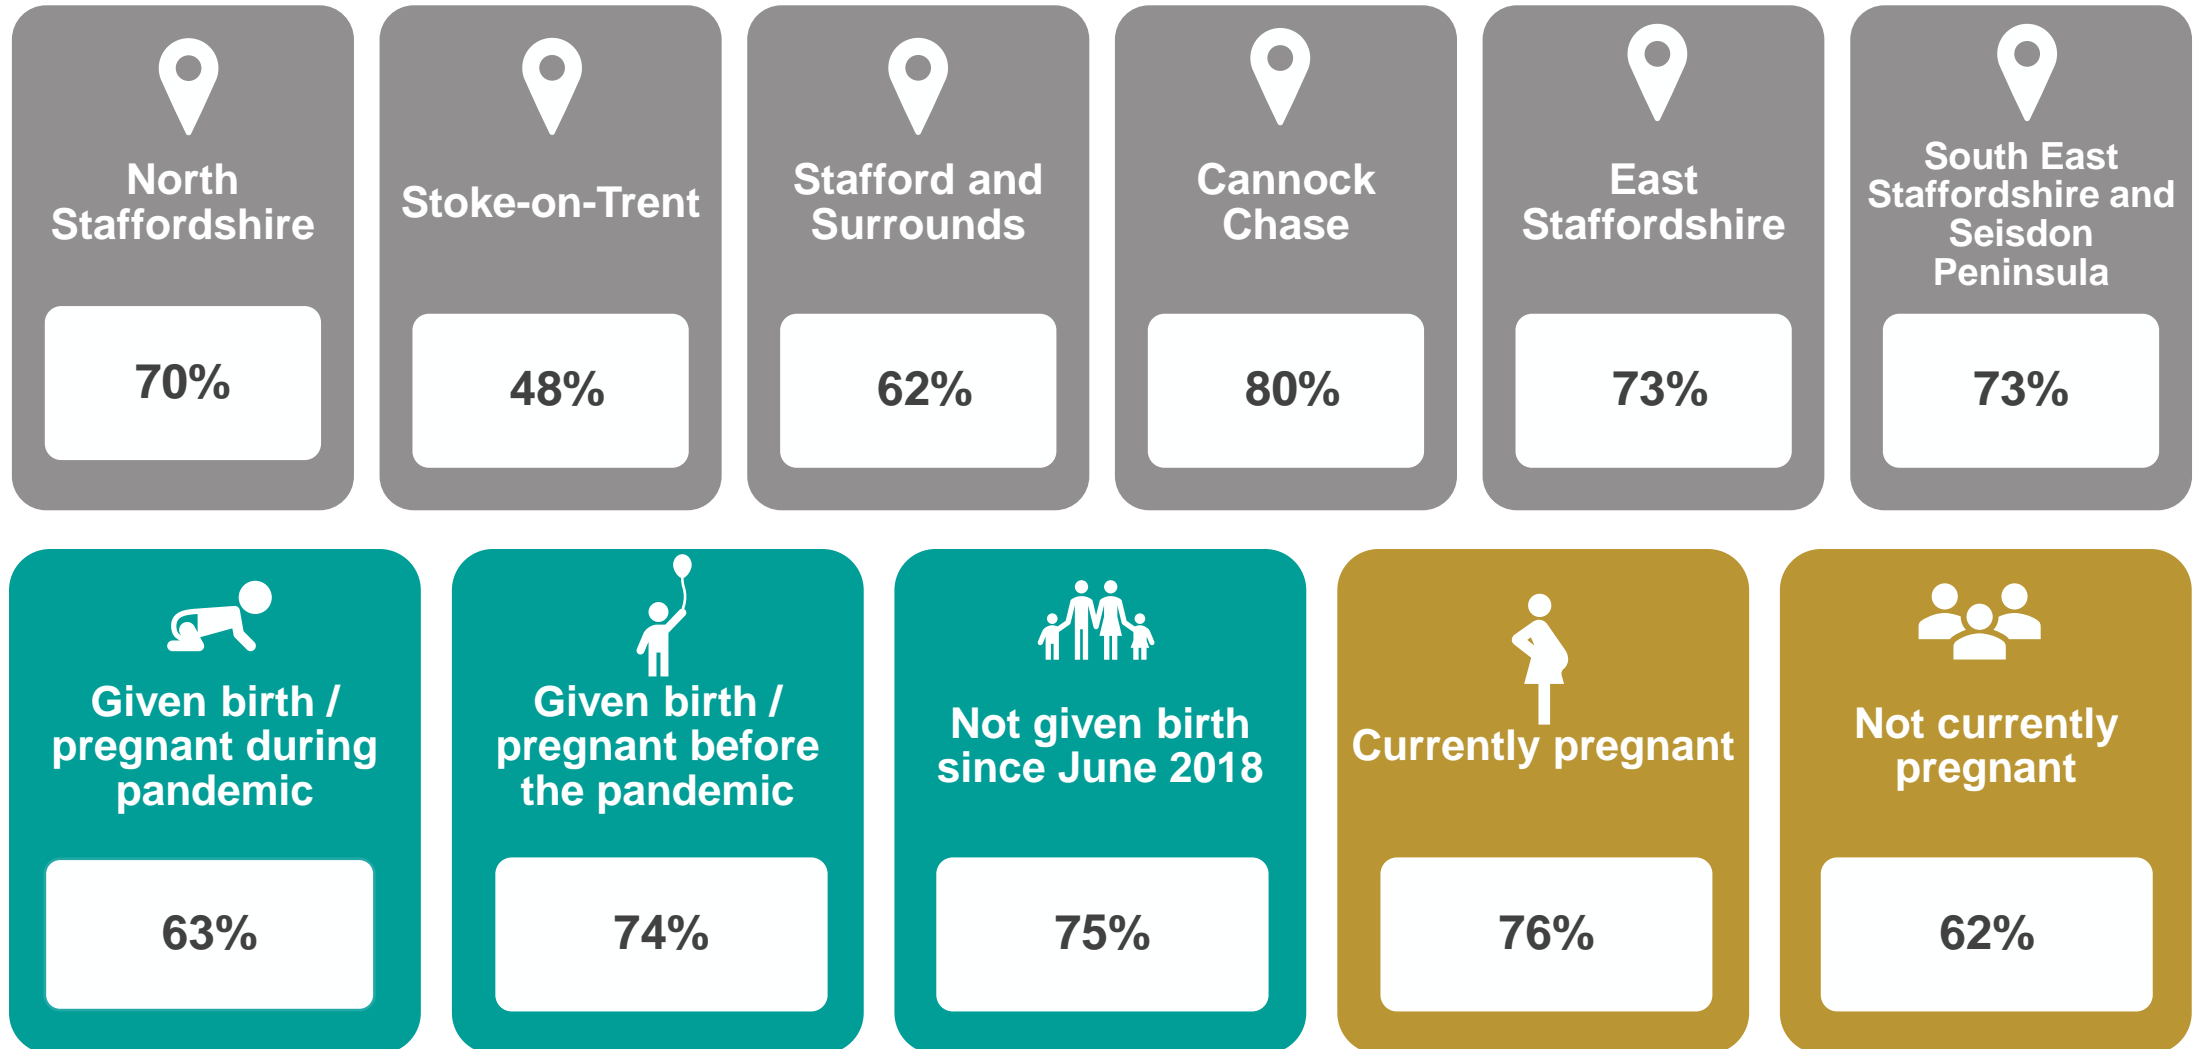 North
Staffordshire
70%
Stoke-on-Trent
48%
Stafford and
Surrounds
62%
Cannock
Chase
80%
East
Staffordshire
73%
South East
Staffordshire and
Seisdon
Peninsula
73%
Given birth /
pregnant during
pandemic
63%
Given birth /
pregnant before
the pandemic
74%
Not given birth
since June 2018
75%
Currently pregnant
76%
Not currently
pregnant
62%